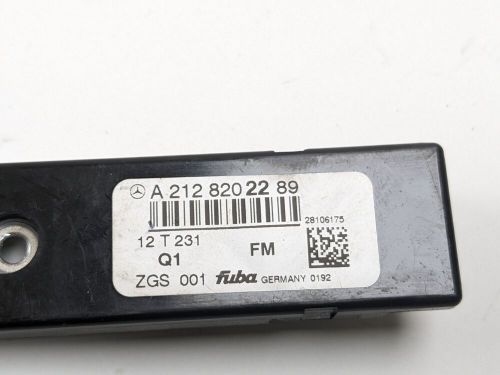 A 212 820 22 89
28106175
12 T 231
Q1 FM
ZGS 001 fuba GERMANY 0192